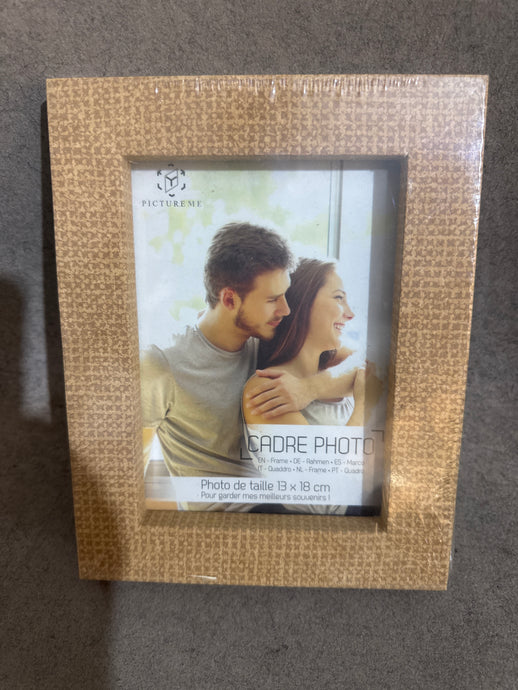 PICTUREME
CADRE PHOTO
EN - Frame • DE - Rahmen • ES - Marco
IT - Quaddro • NL - Frame • PT - Quadro
Photo de taille 13 x 18 cm
- Pour garder mes meilleurs souvenirs ! -